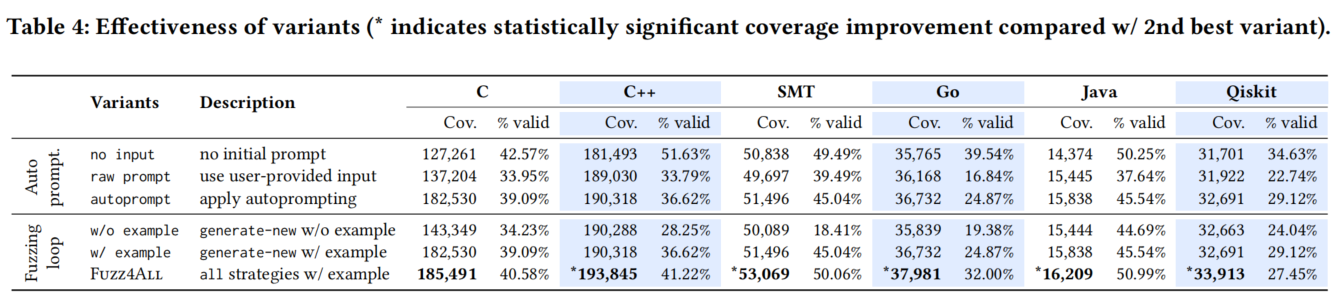 Table 4: Effectiveness of variants (* indicates statistically significant coverage improvement compared w/ 2nd best variant).
Variants Description C C++ SMT Go Java Qiskit
Cov. % valid Cov. % valid Cov. % valid Cov. % valid Cov. % valid Cov. % valid
Auto prompt.
no input no initial prompt 127,261 42.57% 181,493 51.63% 50,838 49.49% 35,765 39.54% 14,374 50.25% 31,701 34.63%
raw prompt use user-provided input 137,204 33.95% 189,030 33.79% 49,697 39.49% 36,168 16.84% 15,445 37.64% 31,922 22.74%
autoprompt apply autoprompting 182,530 39.09% 190,318 36.62% 51,496 45.04% 36,732 24.87% 15,838 45.54% 32,691 29.12%
Fuzzing loop
w/o example generate-new w/o example 143,349 34.23% 190,288 28.25% 50,089 18.41% 35,839 19.38% 15,444 44.69% 32,663 24.04%
w/ example generate-new w/ example 182,530 39.09% 190,318 36.62% 51,496 45.04% 36,732 24.87% 15,838 45.54% 32,691 29.12%
Fuzz4All all strategies w/ example 185,491 40.58% *193,845 41.22% *53,069 50.06% *37,981 32.00% *16,209 50.99% *33,913 27.45%